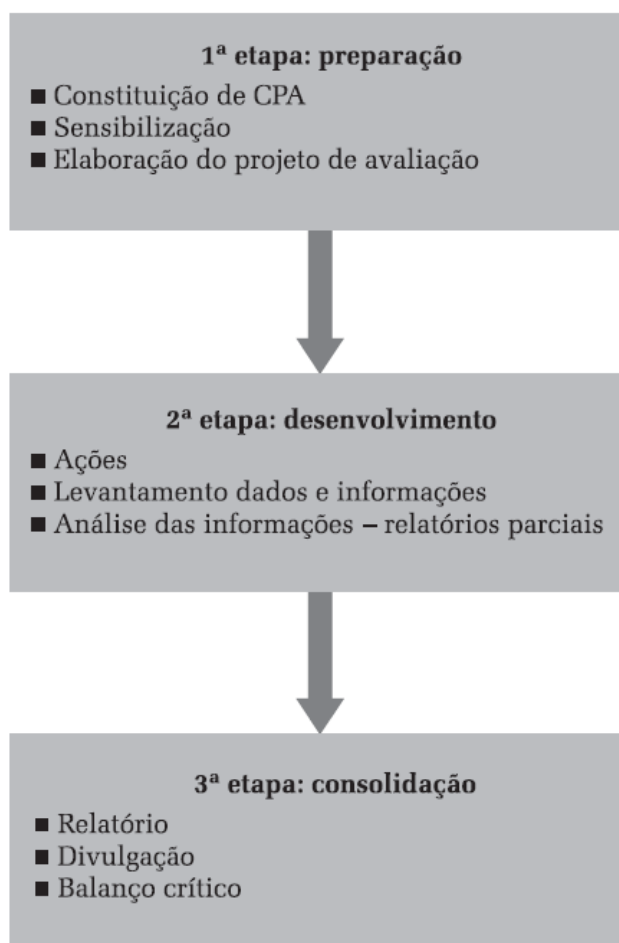 1ª etapa: preparação
■ Constituição de CPA
■ Sensibilização
■ Elaboração do projeto de avaliação
2ª etapa: desenvolvimento
■ Ações
■ Levantamento dados e informações
■ Análise das informações – relatórios parciais
3ª etapa: consolidação
■ Relatório
■ Divulgação
■ Balanço crítico